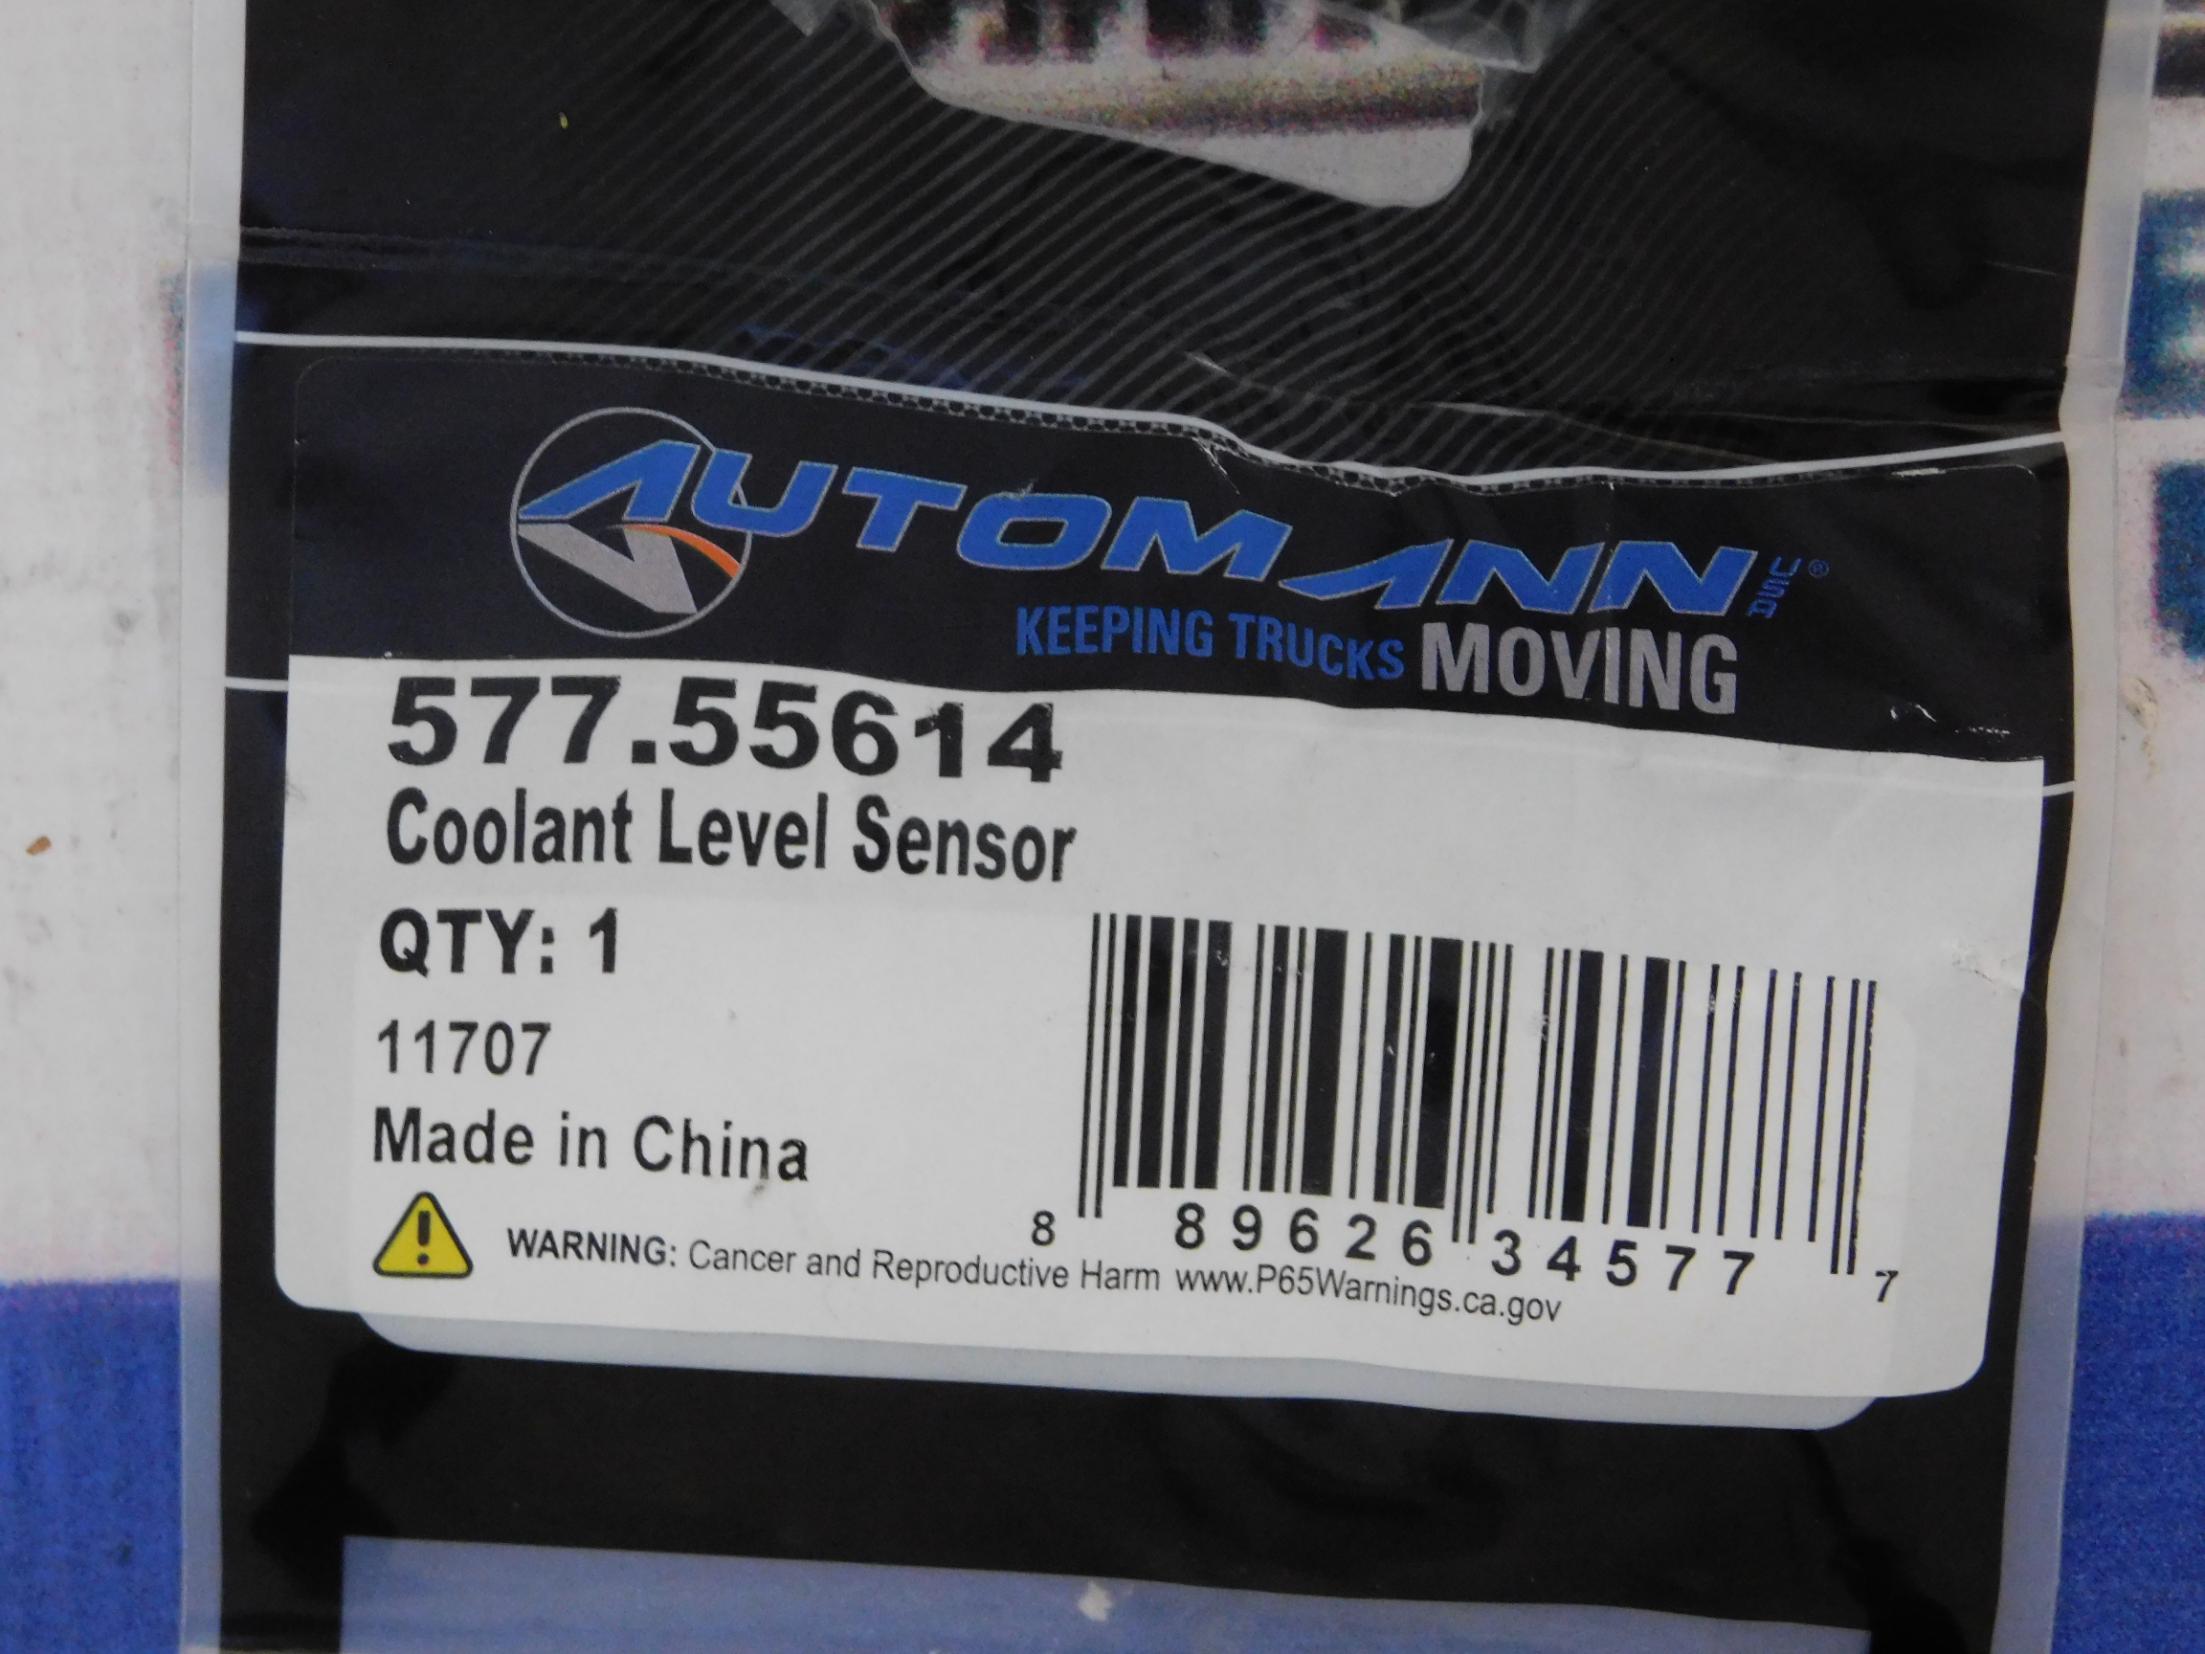 AUTOMANN USA®
KEEPING TRUCKS MOVING
577.55614
Coolant Level Sensor
QTY: 1
11707
Made in China
8 89626 34577 7
WARNING: Cancer and Reproductive Harm www.P65Warnings.ca.gov